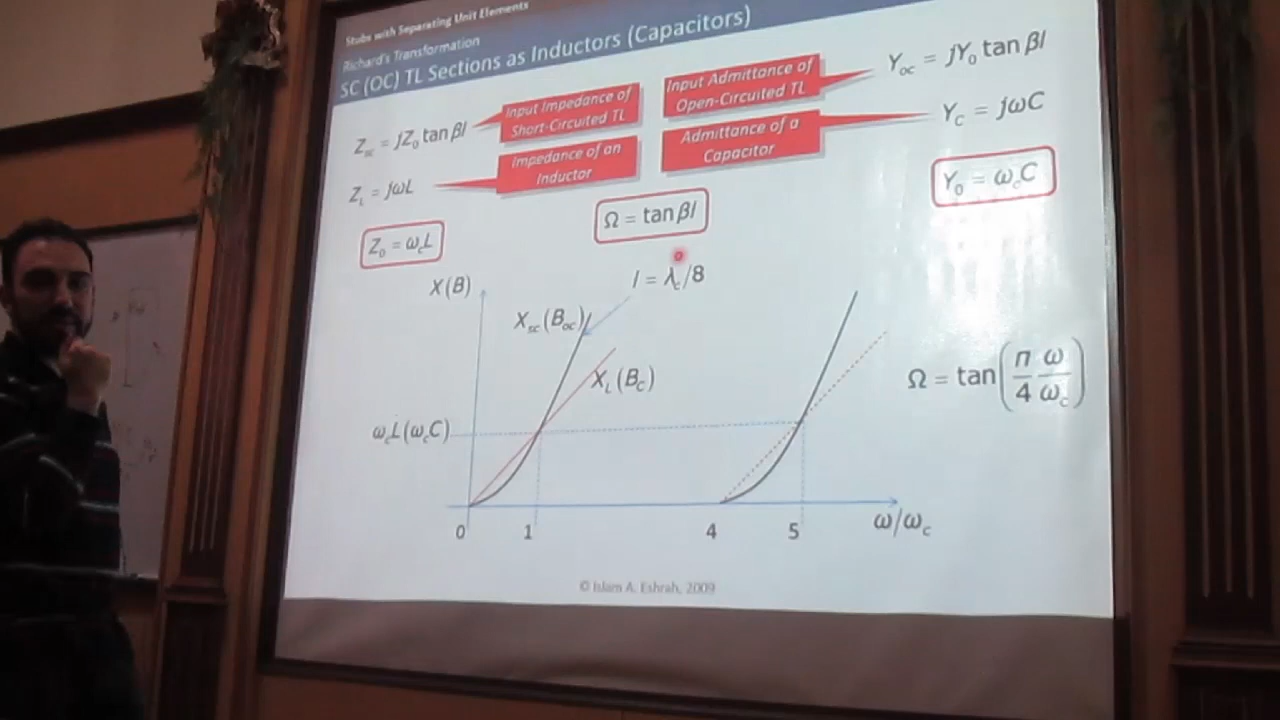 Stubs with Separating Unit Elements
Richard's Transformation
SC (OC) TL Sections as Inductors (Capacitors)
Z_sc = jZ_0 tan βl
Input Impedance of
Short-Circuited TL
Input Admittance of
Open-Circuited TL
Y_oc = jY_0 tan βl
Z_L = jωL
Impedance of an
Inductor
Admittance of a
Capacitor
Y_C = jωC
Z_0 = ω_cL
Ω = tan βl
Y_0 = ω_cC
X(B)
l = λ_c/8
X_sc(B_oc)
X_L(B_C)
Ω = tan(π/4 ω/ω_c)
ω_cL(ω_cC)
0
1
4
5
ω/ω_c
© Islam A. Eshrah, 2009